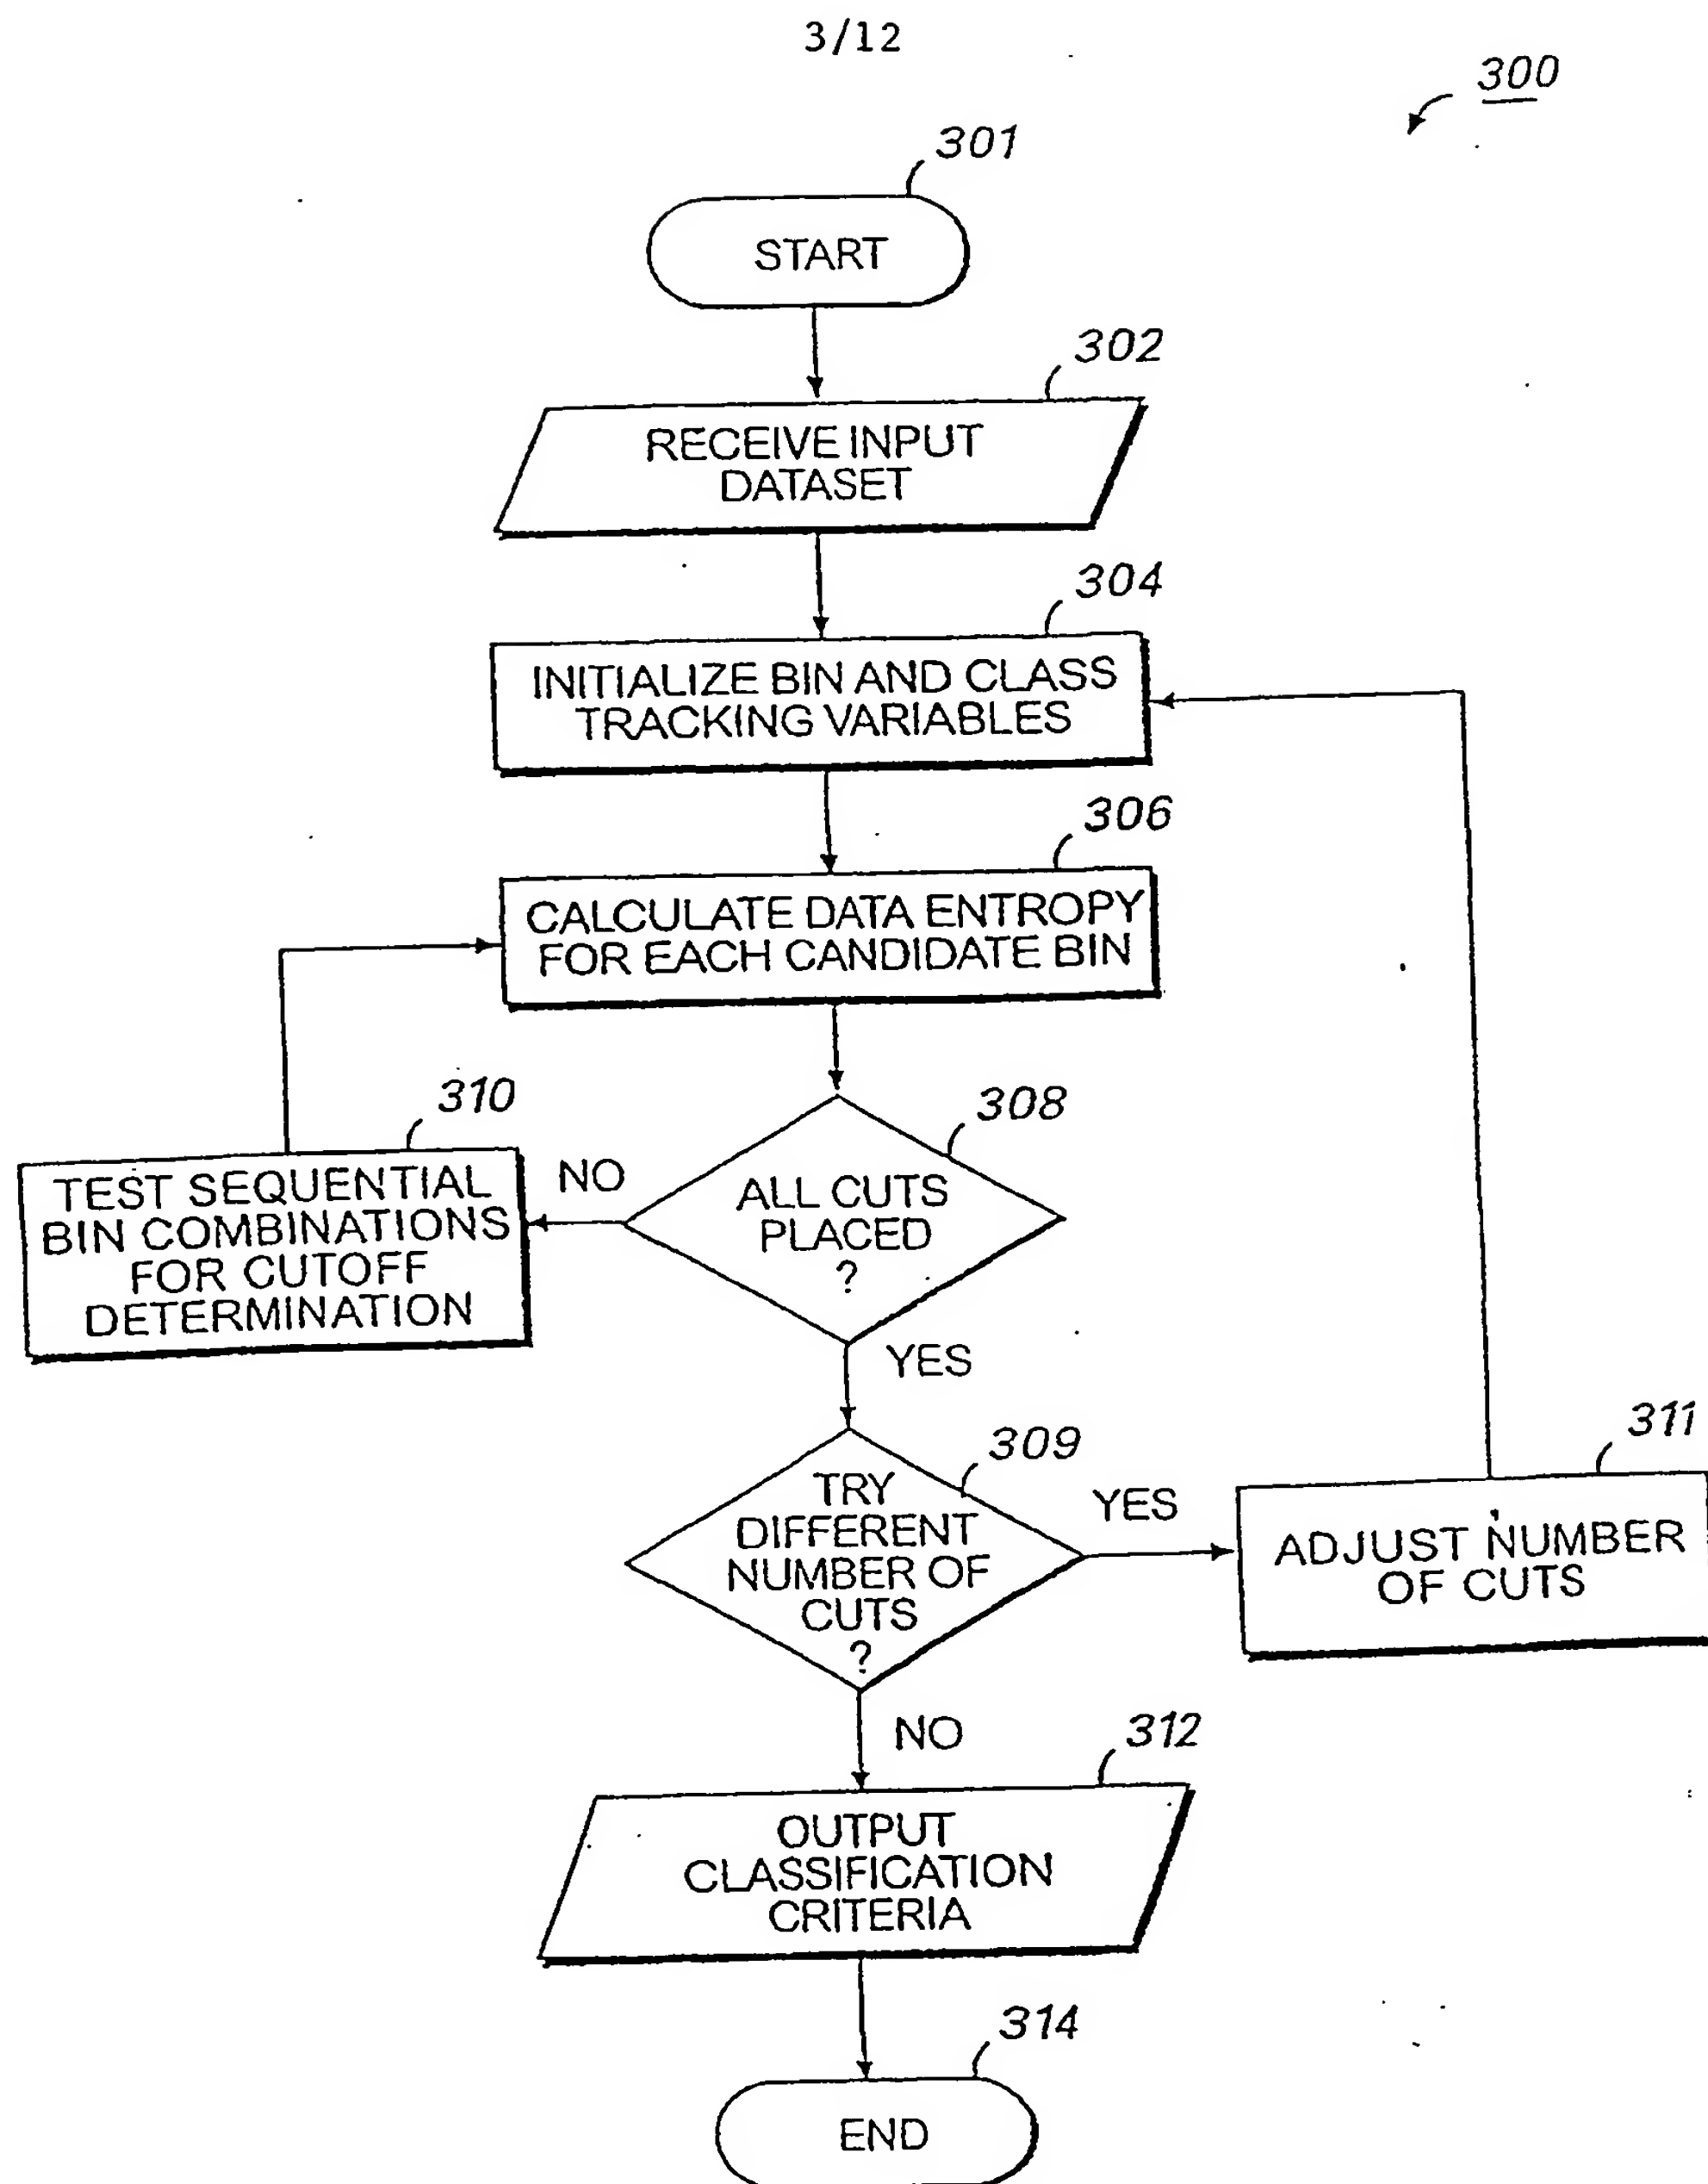 3/12
300
301
START
302
RECEIVE INPUT
DATASET
304
INITIALIZE BIN AND CLASS
TRACKING VARIABLES
306
CALCULATE DATA ENTROPY
FOR EACH CANDIDATE BIN
310
308
TEST SEQUENTIAL
BIN COMBINATIONS
FOR CUTOFF
DETERMINATION
NO
ALL CUTS
PLACED
?
YES
309
311
TRY
DIFFERENT
NUMBER OF
CUTS
?
YES
ADJUST NUMBER
OF CUTS
NO
312
OUTPUT
CLASSIFICATION
CRITERIA
314
END